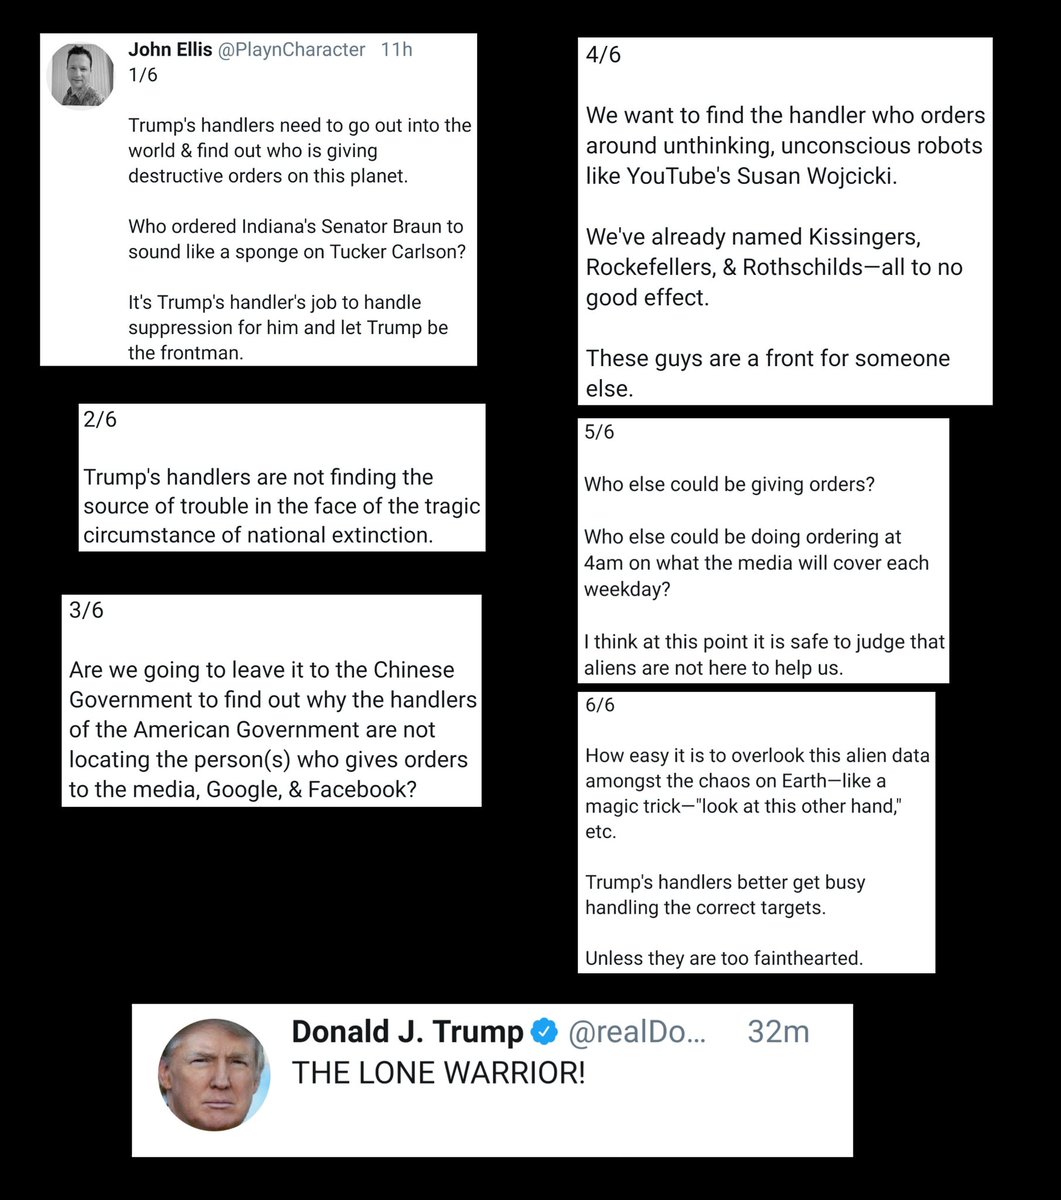 John Ellis @PlaynCharacter 11h
1/6
Trump's handlers need to go out into the
world & find out who is giving
destructive orders on this planet.
Who ordered Indiana's Senator Braun to
sound like a sponge on Tucker Carlson?
It's Trump's handler's job to handle
suppression for him and let Trump be
the frontman.
2/6
Trump's handlers are not finding the
source of trouble in the face of the tragic
circumstance of national extinction.
3/6
Are we going to leave it to the Chinese
Government to find out why the handlers
of the American Government are not
locating the person(s) who gives orders
to the media, Google, & Facebook?
4/6
We want to find the handler who orders
around unthinking, unconscious robots
like YouTube's Susan Wojcicki.
We've already named Kissingers,
Rockefellers, & Rothschilds—all to no
good effect.
These guys are a front for someone
else.
5/6
Who else could be giving orders?
Who else could be doing ordering at
4am on what the media will cover each
weekday?
I think at this point it is safe to judge that
aliens are not here to help us.
6/6
How easy it is to overlook this alien data
amongst the chaos on Earth—like a
magic trick—"look at this other hand,"
etc.
Trump's handlers better get busy
handling the correct targets.
Unless they are too fainthearted.
Donald J. Trump @realDo... 32m
THE LONE WARRIOR!